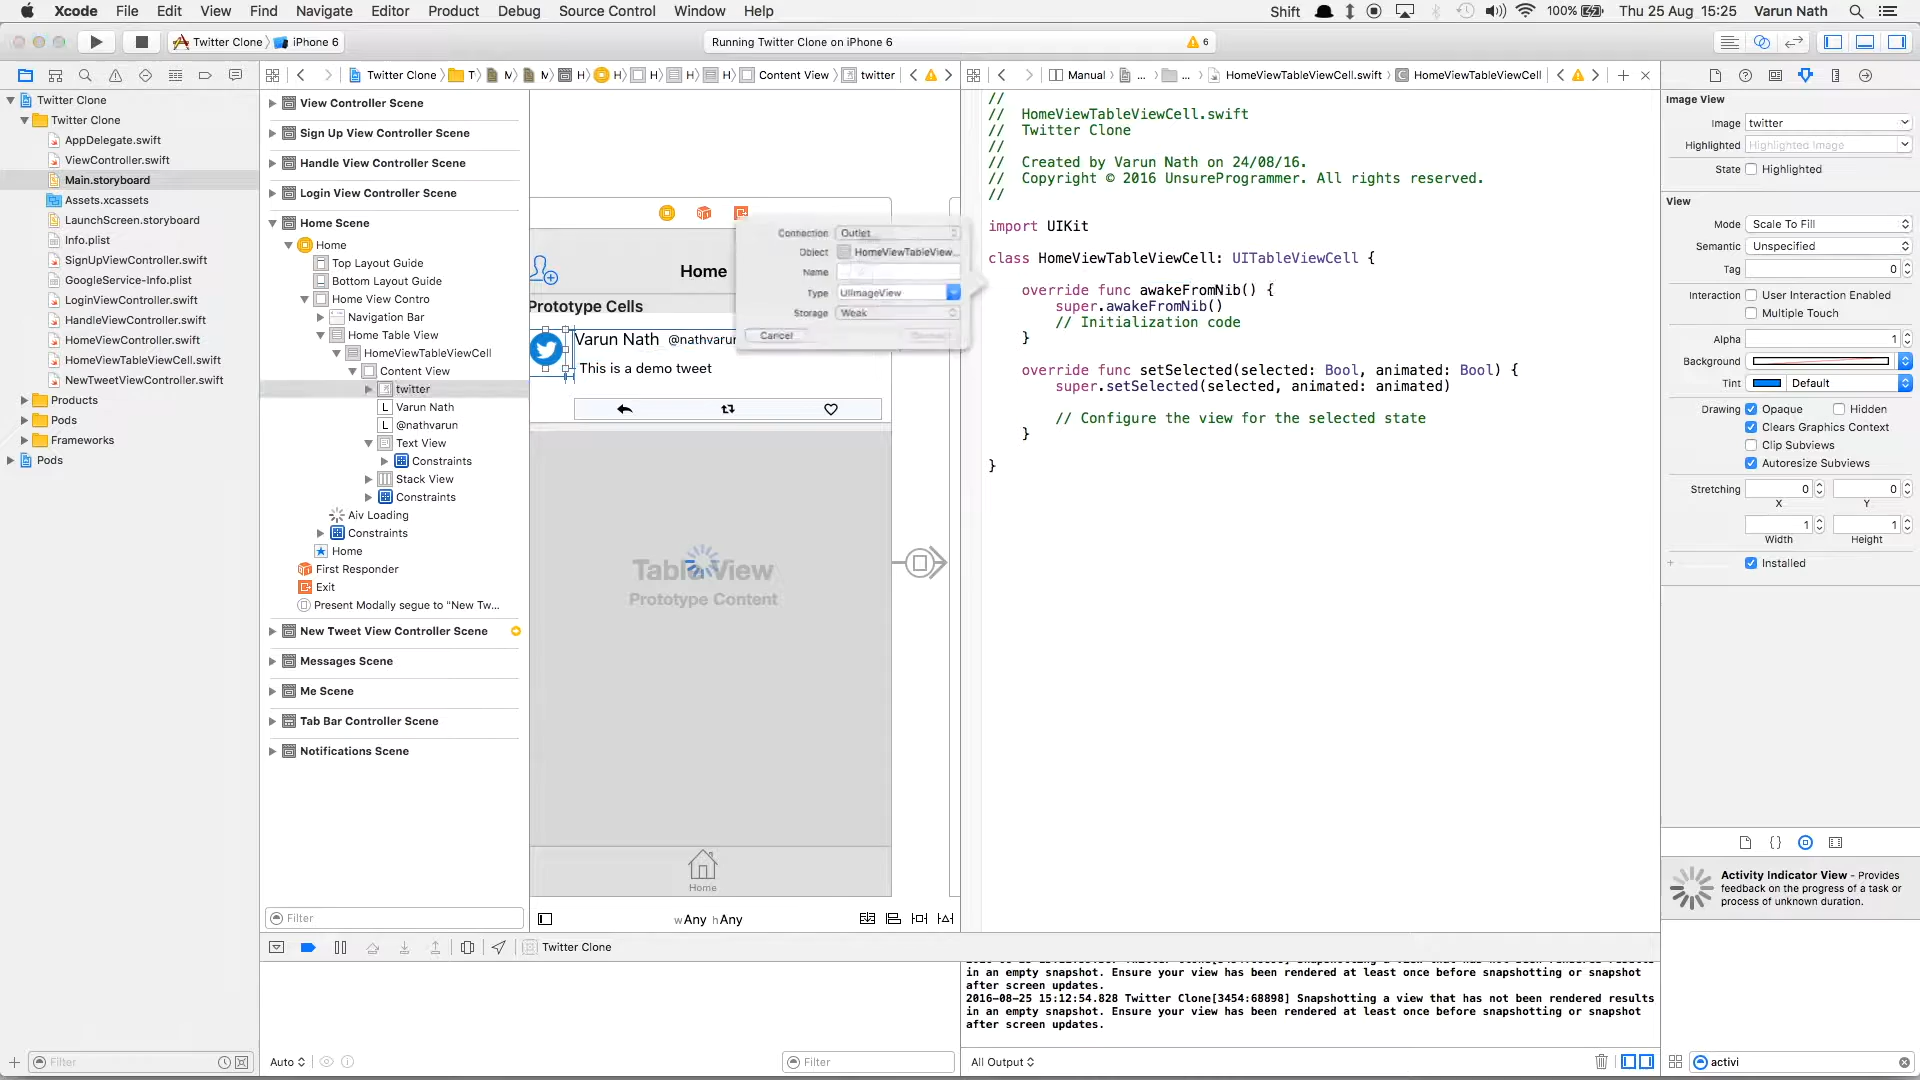 Xcode File Edit View Find Navigate Editor Product Debug Source Control Window Help
Shift 100% Thu 25 Aug 15:25 Varun Nath
Twitter Clone iPhone 6
Running Twitter Clone on iPhone 6
6
Twitter Clone T M M H H H H H Content View twitter
Manual ... ... HomeViewTableViewCell.swift HomeViewTableViewCell
Twitter Clone
Twitter Clone
AppDelegate.swift
ViewController.swift
Main.storyboard
Assets.xcassets
LaunchScreen.storyboard
Info.plist
SignUpViewController.swift
GoogleService-Info.plist
LoginViewController.swift
HandleViewController.swift
HomeViewController.swift
HomeViewTableViewCell.swift
NewTweetViewController.swift
Products
Pods
Frameworks
Pods
Filter
View Controller Scene
Sign Up View Controller Scene
Handle View Controller Scene
Login View Controller Scene
Home Scene
Home
Top Layout Guide
Bottom Layout Guide
Home View Contro
Navigation Bar
Home Table View
HomeViewTableViewCell
Content View
twitter
L Varun Nath
L @nathvarun
Text View
Constraints
Stack View
Constraints
Aiv Loading
Constraints
Home
First Responder
Exit
Present Modally segue to "New Tw...
New Tweet View Controller Scene
Messages Scene
Me Scene
Tab Bar Controller Scene
Notifications Scene
Filter
Home
Prototype Cells
Varun Nath @nathvarun
This is a demo tweet
Table View
Prototype Content
Home
wAny hAny
Connection Outlet
Object HomeViewTableView...
Name
Type UIImageView
Storage Weak
Cancel
//
// HomeViewTableViewCell.swift
// Twitter Clone
//
// Created by Varun Nath on 24/08/16.
// Copyright © 2016 UnsureProgrammer. All rights reserved.
//
import UIKit
class HomeViewTableViewCell: UITableViewCell {
override func awakeFromNib() {
super.awakeFromNib()
// Initialization code
}
override func setSelected(selected: Bool, animated: Bool) {
super.setSelected(selected, animated: animated)
// Configure the view for the selected state
}
}
Image View
Image twitter
Highlighted Highlighted Image
State Highlighted
View
Mode Scale To Fill
Semantic Unspecified
Tag 0
Interaction User Interaction Enabled
Multiple Touch
Alpha 1
Background
Tint Default
Drawing Opaque Hidden
Clears Graphics Context
Clip Subviews
Autoresize Subviews
Stretching 0 0
X Y
1 1
Width Height
Installed
Activity Indicator View - Provides
feedback on the progress of a task or
process of unknown duration.
activi
Twitter Clone
in an empty snapshot. Ensure your view has been rendered at least once before snapshotting or snapshot
after screen updates.
2016-08-25 15:12:54.828 Twitter Clone[3454:68898] Snapshotting a view that has not been rendered results
in an empty snapshot. Ensure your view has been rendered at least once before snapshotting or snapshot
after screen updates.
Auto
Filter
All Output